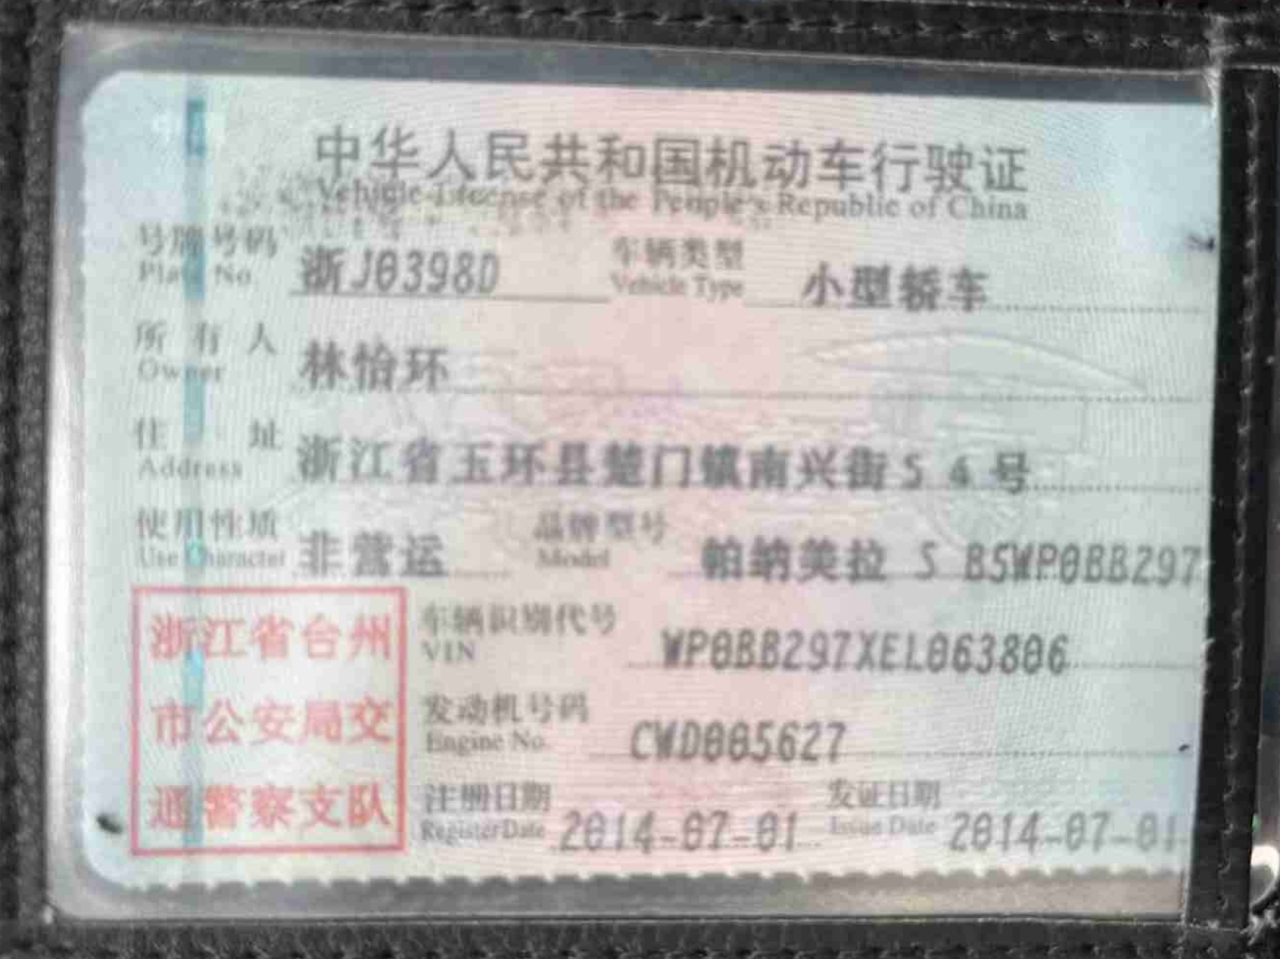 中华人民共和国机动车行驶证
Vehicle License of the People's Republic of China
号牌号码 浙J0398D 车辆类型 小型轿车
Plate No. Vehicle Type
所有人 林怡环
Owner
住址 浙江省玉环县楚门镇南兴街54号
Address
使用性质 非营运 品牌型号 帕纳美拉 S B5WP0BB297
Use Character Model
浙江省台州
市公安局交
通警察支队
车辆识别代号 WP0BB297XEL063806
VIN
发动机号码 CWD005627
Engine No.
注册日期 2014-07-01 发证日期 2014-07-01
Register Date Issue Date